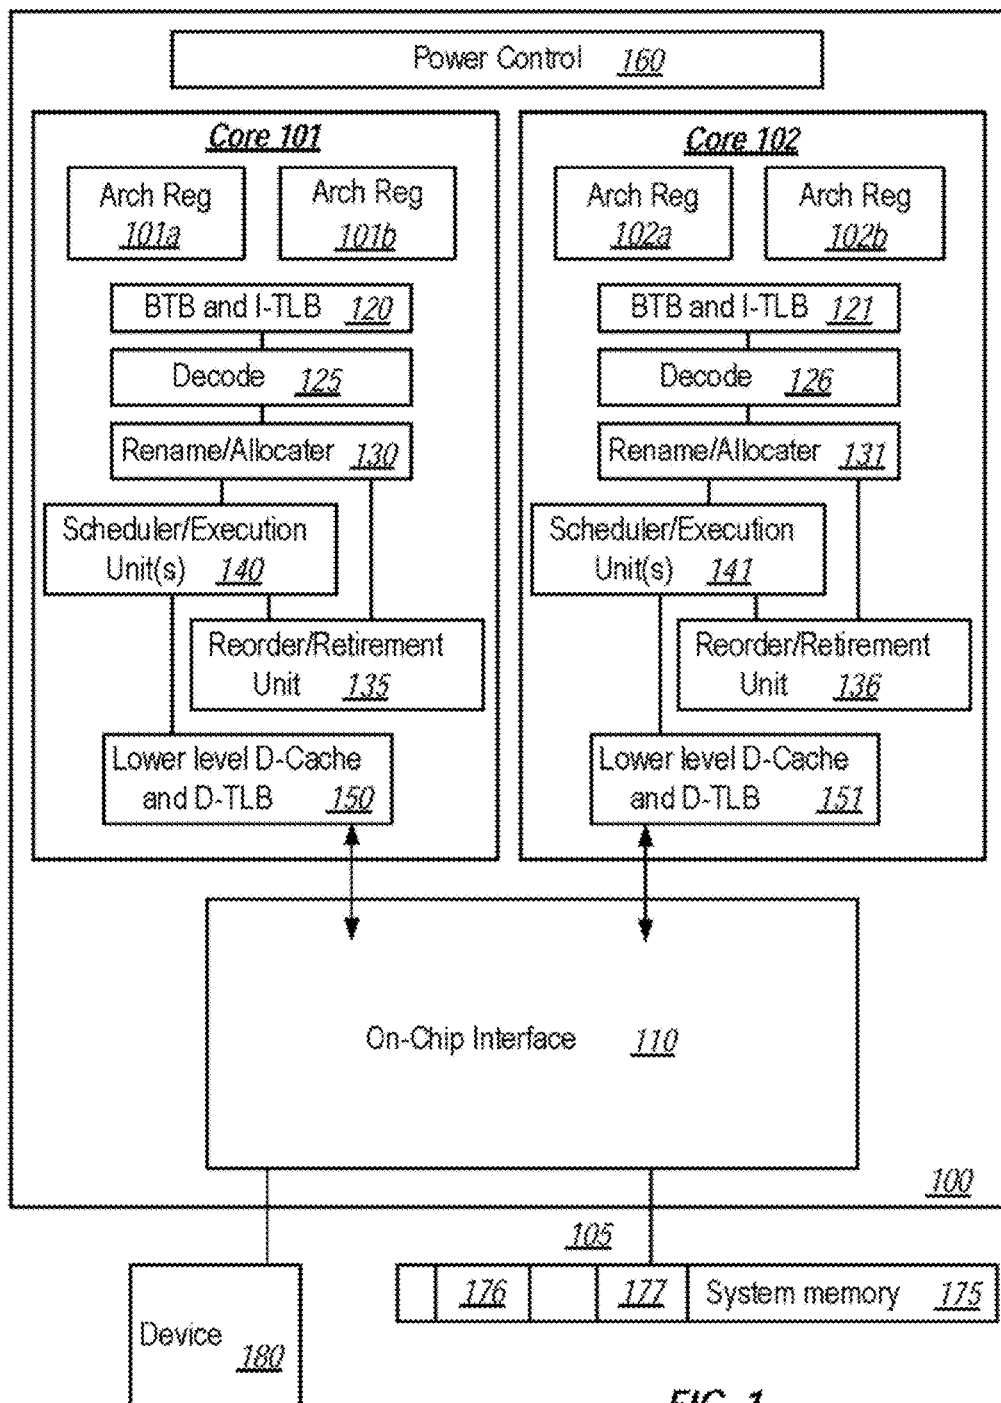 Power Control 160
Core 101
Arch Reg
101a
Arch Reg
101b
BTB and I-TLB 120
Decode 125
Rename/Allocater 130
Scheduler/Execution
Unit(s) 140
Reorder/Retirement
Unit 135
Lower level D-Cache
and D-TLB 150
Core 102
Arch Reg
102a
Arch Reg
102b
BTB and I-TLB 121
Decode 126
Rename/Allocater 131
Scheduler/Execution
Unit(s) 141
Reorder/Retirement
Unit 136
Lower level D-Cache
and D-TLB 151
On-Chip Interface 110
100
105
176 177 System memory 175
Device 180
FIG. 1